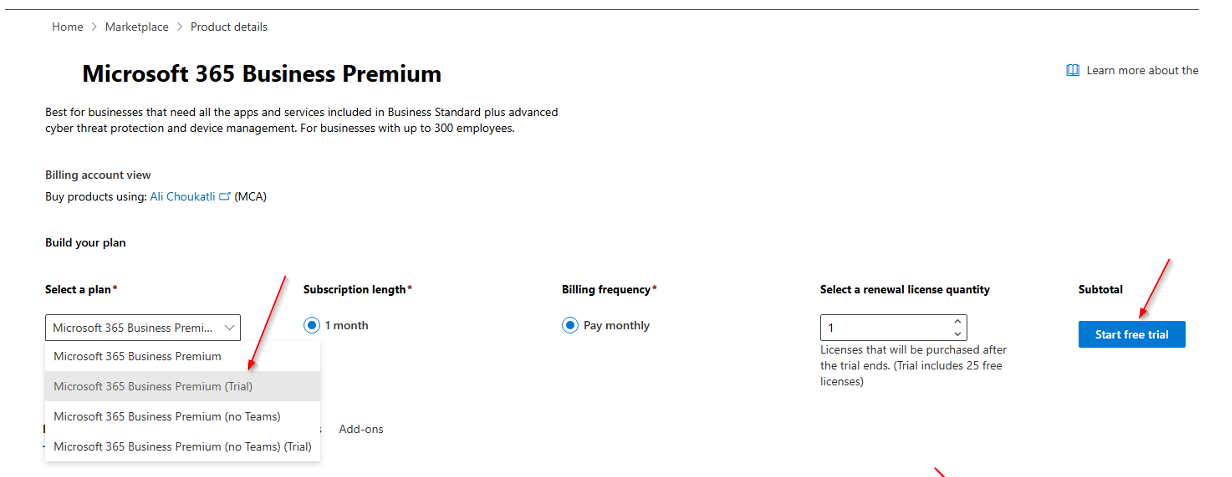 Home > Marketplace > Product details
Microsoft 365 Business Premium
Learn more about the
Best for businesses that need all the apps and services included in Business Standard plus advanced
cyber threat protection and device management. For businesses with up to 300 employees.
Billing account view
Buy products using: Ali Choukatli (MCA)
Build your plan
Select a plan*
Subscription length*
Billing frequency*
Select a renewal license quantity
Subtotal
Microsoft 365 Business Premi...
1 month
Pay monthly
1
Start free trial
Licenses that will be purchased after
the trial ends. (Trial includes 25 free
licenses)
Microsoft 365 Business Premium
Microsoft 365 Business Premium (Trial)
Microsoft 365 Business Premium (no Teams)
Microsoft 365 Business Premium (no Teams) (Trial)
Add-ons